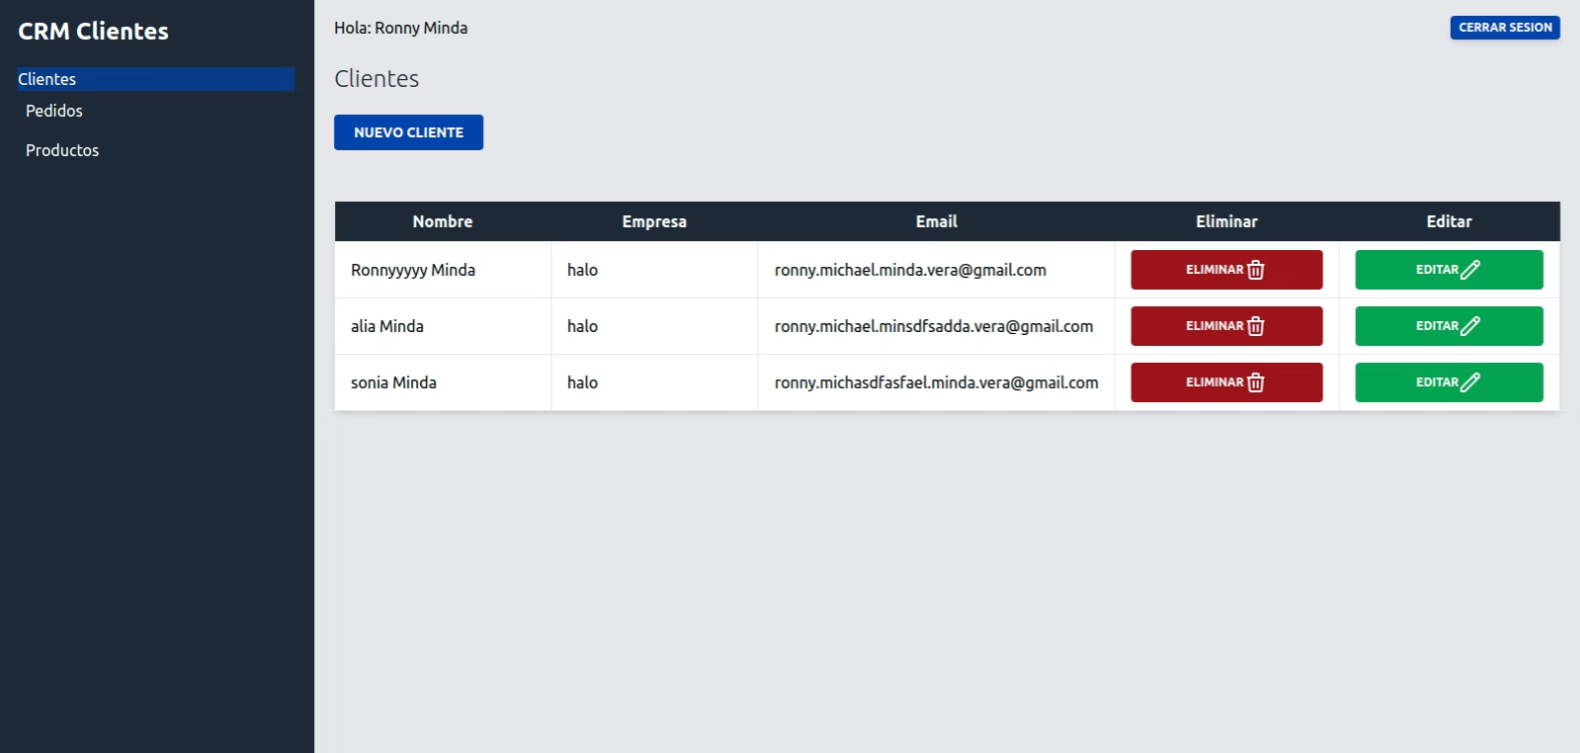 CRM Clientes
Clientes
Pedidos
Productos
Hola: Ronny Minda
CERRAR SESION
Clientes
NUEVO CLIENTE
Nombre Empresa Email Eliminar Editar
Ronnyyyyy Minda halo ronny.michael.minda.vera@gmail.com ELIMINAR EDITAR
alia Minda halo ronny.michael.minsdfsadda.vera@gmail.com ELIMINAR EDITAR
sonia Minda halo ronny.michasdfasfael.minda.vera@gmail.com ELIMINAR EDITAR